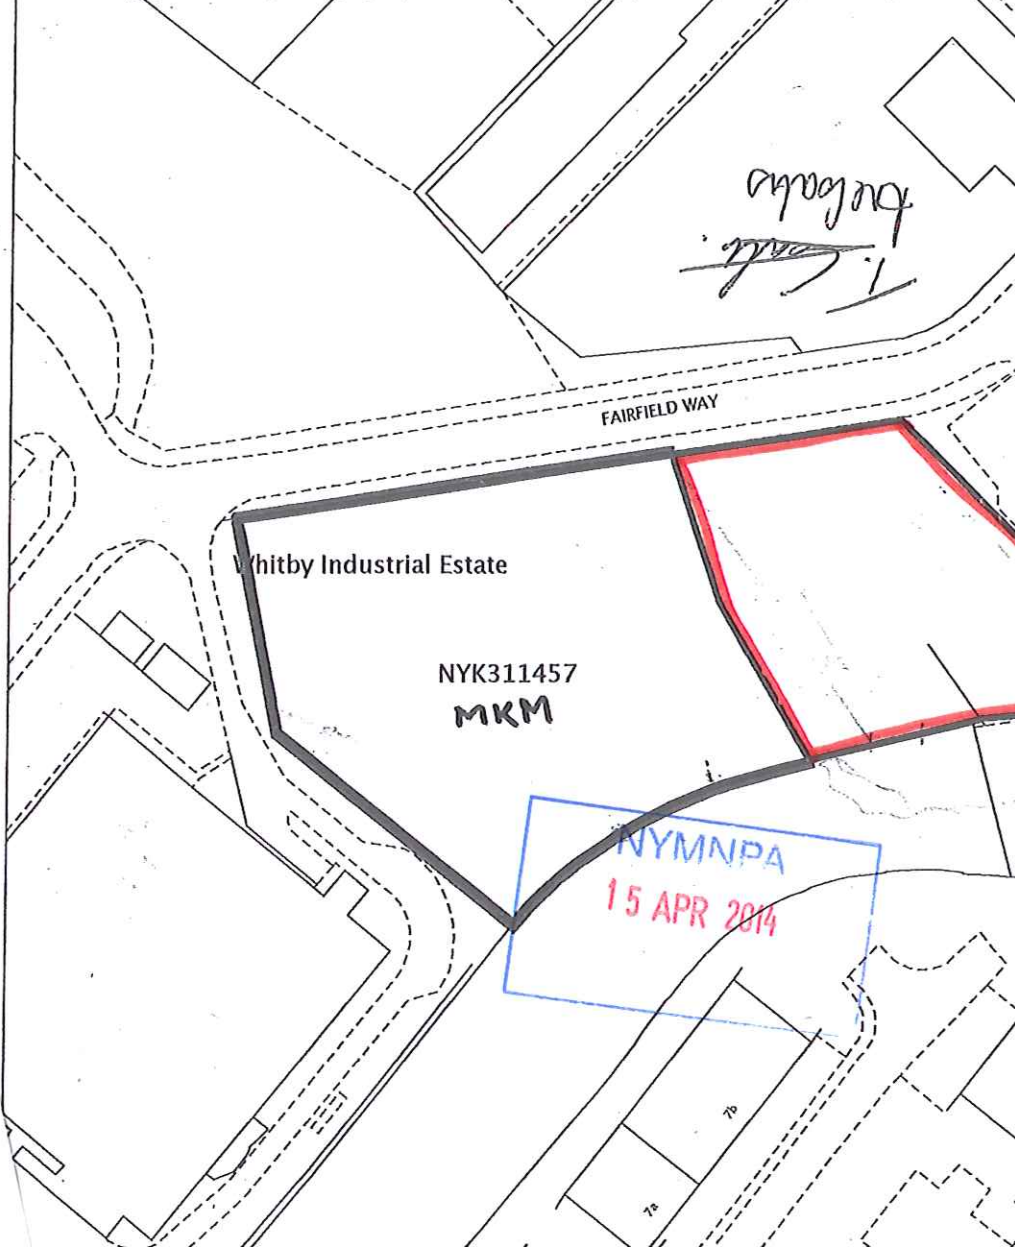 FAIRFIELD WAY
Whitby Industrial Estate
NYK311457
MKM
NYMNPA
15 APR 2014
7b
7a